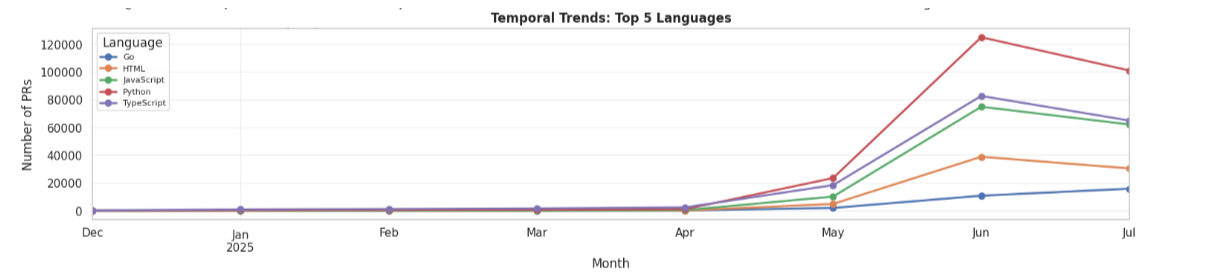 Temporal Trends: Top 5 Languages
Language
Go
HTML
JavaScript
Python
TypeScript
Number of PRs
120000
100000
80000
60000
40000
20000
0
Dec Jan Feb Mar Apr May Jun Jul
2025
Month